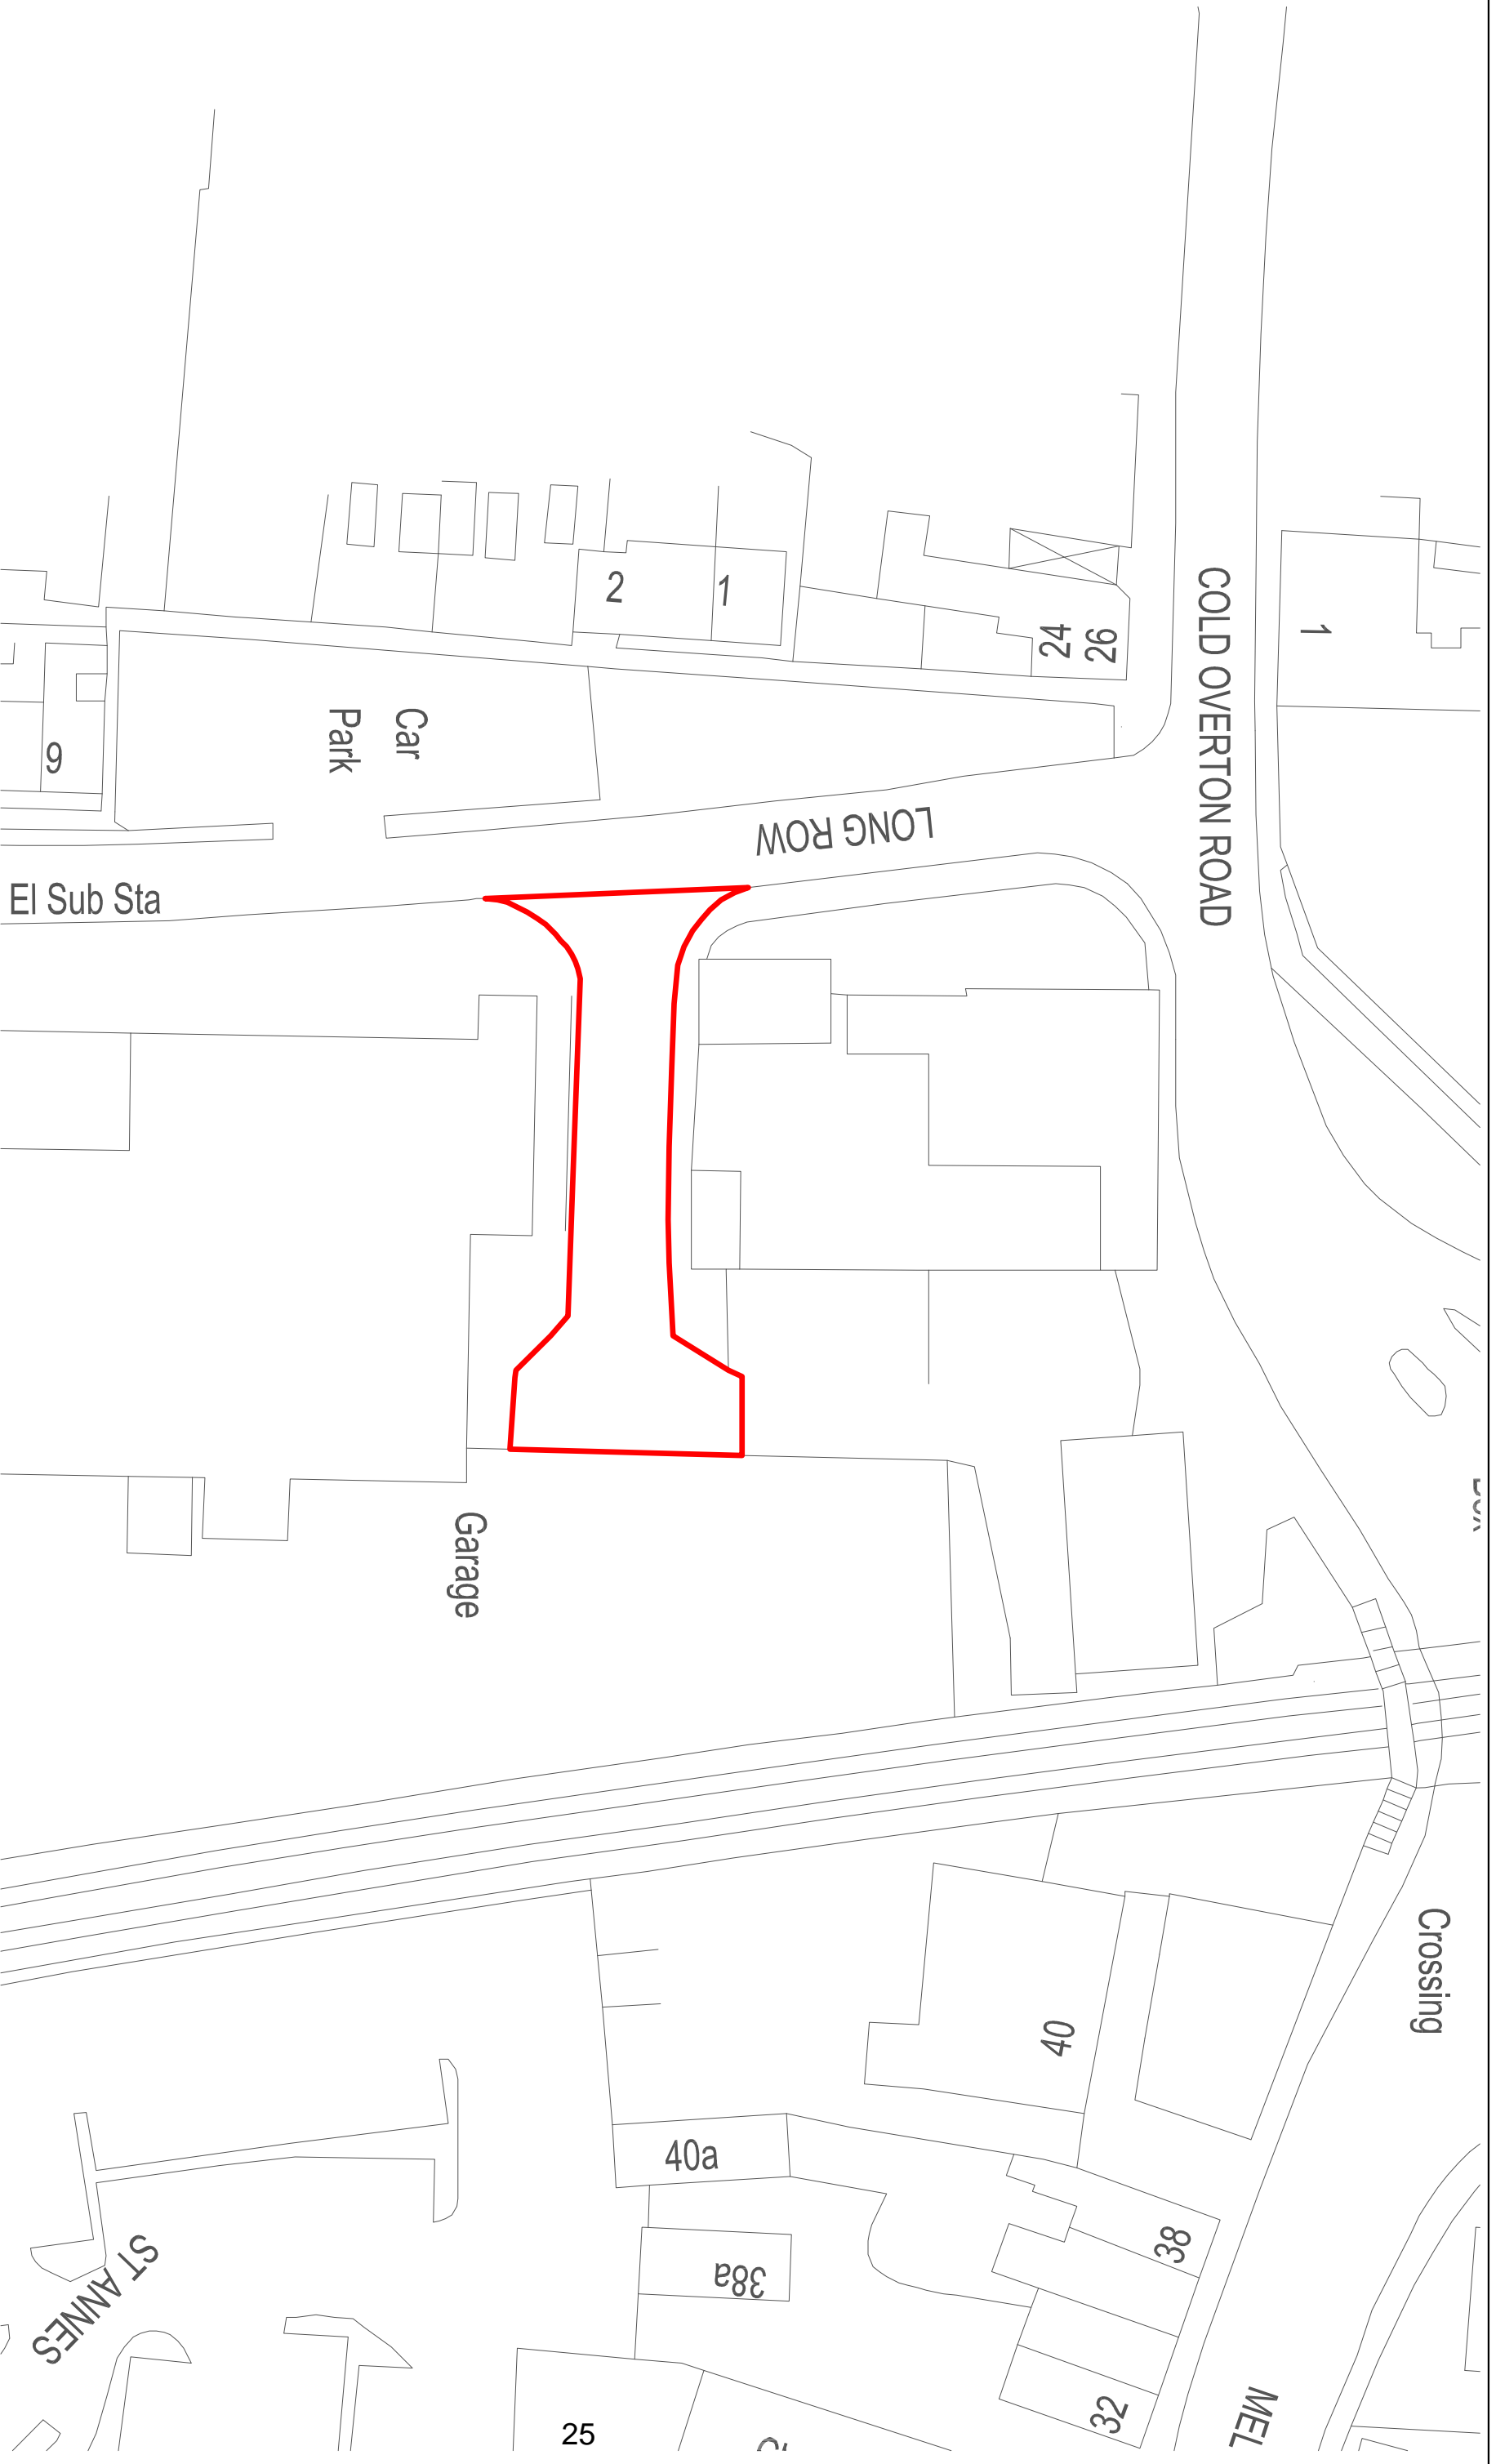 2
1
24
26
COLD OVERTON ROAD
1
Car
Park
9
LONG ROW
El Sub Sta
Garage
Crossing
40
40a
38
38a
ST ANNES
32
MEL
25